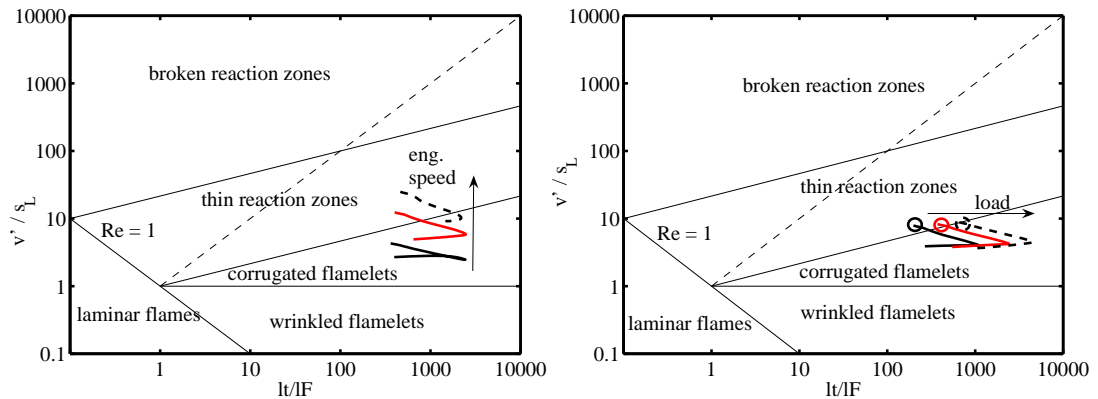 10000
1000
100
10
1
0.1
v' / s_L
broken reaction zones
eng.
speed
thin reaction zones
Re = 1
corrugated flamelets
laminar flames
wrinkled flamelets
1
10
100
1000
10000
lt/lF
10000
1000
100
10
1
0.1
v' / s_L
broken reaction zones
thin reaction zones
load
Re = 1
corrugated flamelets
laminar flames
wrinkled flamelets
1
10
100
1000
10000
lt/lF